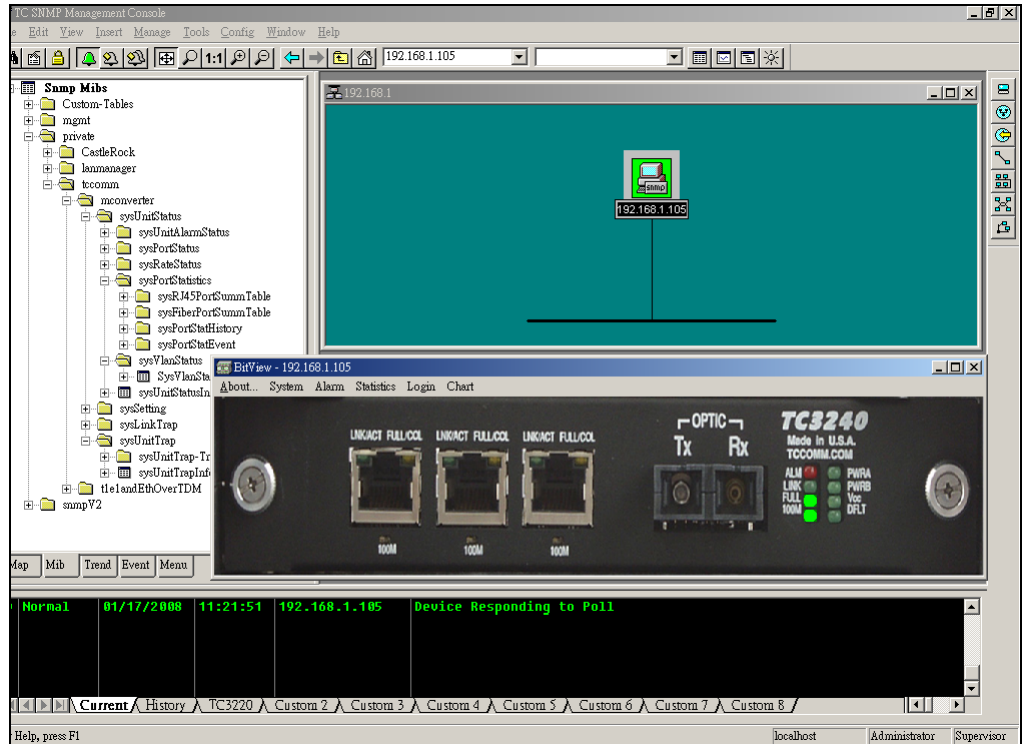 TC SNMP Management Console
Edit View Insert Manage Tools Config Window Help
1:1 192.168.1.105
Snmp Mibs
Custom-Tables
mgmt
private
CastleRock
lanmanager
tccomm
mconverter
sysUnitStatus
sysUnitAlarmStatus
sysPortStatus
sysRateStatus
sysPortStatistics
sysRJ45PortSummTable
sysFiberPortSummTable
sysPortStatHistory
sysPortStatEvent
sysVlanStatus
SysVlanSta
sysUnitStatusIn
sysSetting
sysLinkTrap
sysUnitTrap
sysUnitTrap-Tr
sysUnitTrapInf
t1e1andEthOverTDM
snmpV2
Map Mib Trend Event Menu
192.168.1
snmp
192.168.1.105
BitView - 192.168.1.105
About... System Alarm Statistics Login Chart
LNK/ACT FULL/COL LNK/ACT FULL/COL LNK/ACT FULL/COL
100M 100M 100M
OPTIC
Tx Rx
TC3240
Made in U.S.A.
TCCOMM.COM
ALM PWRA
LINK PWRB
FULL Vcc
100M DFLT
Normal 01/17/2008 11:21:51 192.168.1.105 Device Responding to Poll
Current History TC3220 Custom 2 Custom 3 Custom 4 Custom 5 Custom 6 Custom 7 Custom 8
Help, press F1 localhost Administrator Supervisor